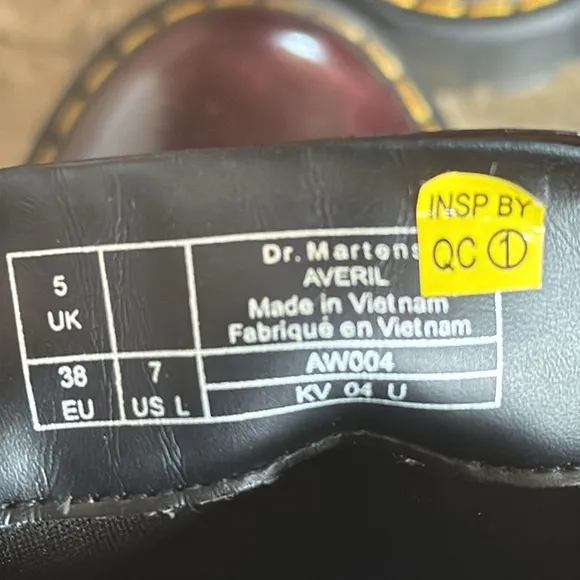 INSP BY
QC ①
5
UK
Dr. Martens
AVERIL
Made in Vietnam
Fabriqué en Vietnam
38
EU
7
US L
AW004
KV 04 U